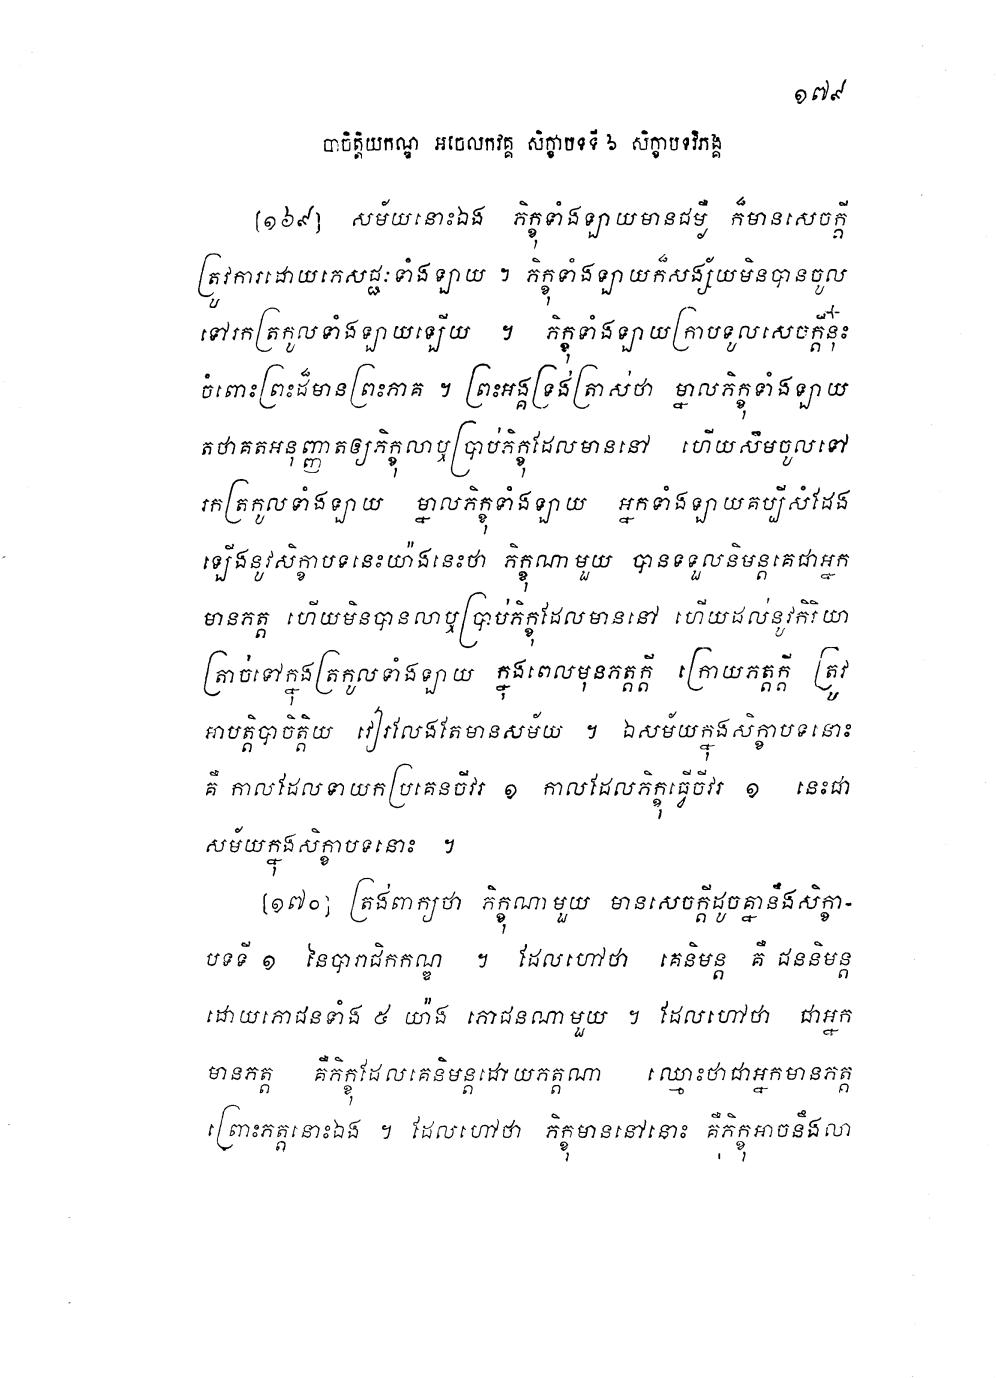 ១៧៩
បាចិត្តិយកណ្ឌ អចេលកវគ្គ សិក្ខាបទទី ៦ សិក្ខាបទវិភង្គ
[១៦៩] សម័យនោះឯង ភិក្ខុទាំងឡាយមានជម្ងឺ ក៏មានសេចក្តី
ត្រូវការដោយភេសជ្ជៈទាំងឡាយ ។ ភិក្ខុទាំងឡាយក៏សង្ស័យមិនបានចូល
ទៅរកត្រកូលទាំងឡាយឡើយ ។ ភិក្ខុទាំងឡាយក្រាបទូលសេចក្តីនុ៎ះ
ចំពោះព្រះដ៏មានព្រះភាគ ។ ព្រះអង្គទ្រង់ត្រាស់ថា ម្នាលភិក្ខុទាំងឡាយ
តថាគតអនុញ្ញាតឲ្យភិក្ខុលាឬប្រាប់ភិក្ខុដែលមាននៅ ហើយសឹមចូលទៅ
រកត្រកូលទាំងឡាយ ម្នាលភិក្ខុទាំងឡាយ អ្នកទាំងឡាយគប្បីសំដែង
ឡើងនូវសិក្ខាបទនេះយ៉ាងនេះថា ភិក្ខុណាមួយ បានទទួលនិមន្តគេជាអ្នក
មានភត្ត ហើយមិនបានលាឬប្រាប់ភិក្ខុដែលមាននៅ ហើយដល់នូវកិរិយា
ត្រាច់ទៅក្នុងត្រកូលទាំងឡាយ ក្នុងពេលមុនភត្តក្តី ក្រោយភត្តក្តី ត្រូវ
អាបត្តិបាចិត្តិយ វៀរលែងតែមានសម័យ ។ ឯសម័យក្នុងសិក្ខាបទនោះ
គឺ កាលដែលទាយកប្រគេនចីវរ ១ កាលដែលភិក្ខុធ្វើចីវរ ១ នេះជា
សម័យក្នុងសិក្ខាបទនោះ ។
[១៧០] ត្រង់ពាក្យថា ភិក្ខុណាមួយ មានសេចក្តីដូចគ្នានឹងសិក្ខា-
បទទី ១ នៃបារាជិកកណ្ឌ ។ ដែលហៅថា គេនិមន្ត គឺ ជននិមន្ត
ដោយភោជនទាំង ៥ យ៉ាង ភោជនណាមួយ ។ ដែលហៅថា ជាអ្នក
មានភត្ត គឺភិក្ខុដែលគេនិមន្តដោយភត្តណា ឈ្មោះថាជាអ្នកមានភត្ត
ព្រោះភត្តនោះឯង ។ ដែលហៅថា ភិក្ខុមាននៅនោះ គឺភិក្ខុអាចនឹងលា